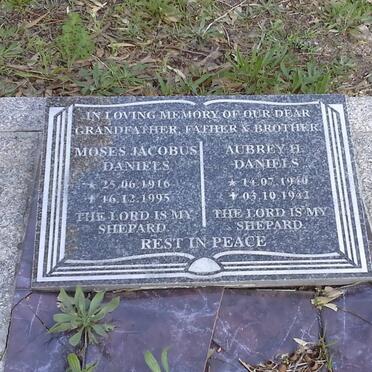 IN LOVING MEMORY OF OUR DEAR
GRANDFATHER, FATHER & BROTHER
MOSES JACOBUS
DANIELS
★ 25.06.1916
✝ 16.12.1995
THE LORD IS MY
SHEPARD
AUBREY H.
DANIELS
★ 14.07.1940
✝ 03.10.1942
THE LORD IS MY
SHEPARD
REST IN PEACE